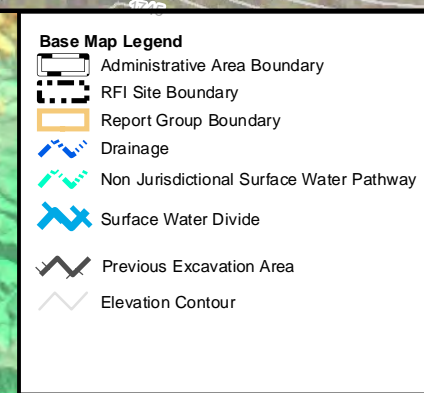 Base Map Legend
Administrative Area Boundary
RFI Site Boundary
Report Group Boundary
Drainage
Non Jurisdictional Surface Water Pathway
Surface Water Divide
Previous Excavation Area
Elevation Contour